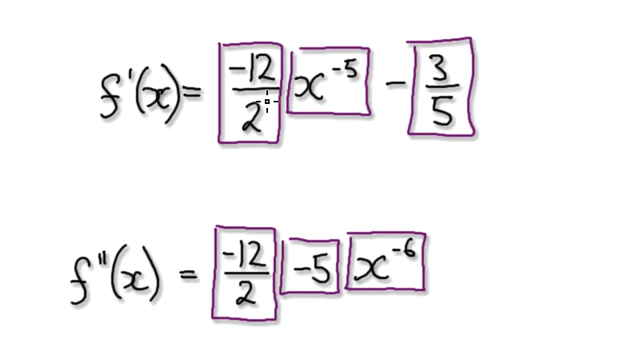 f'(x) = -12/2 x^-5 - 3/5
f''(x) = -12/2 -5 x^-6